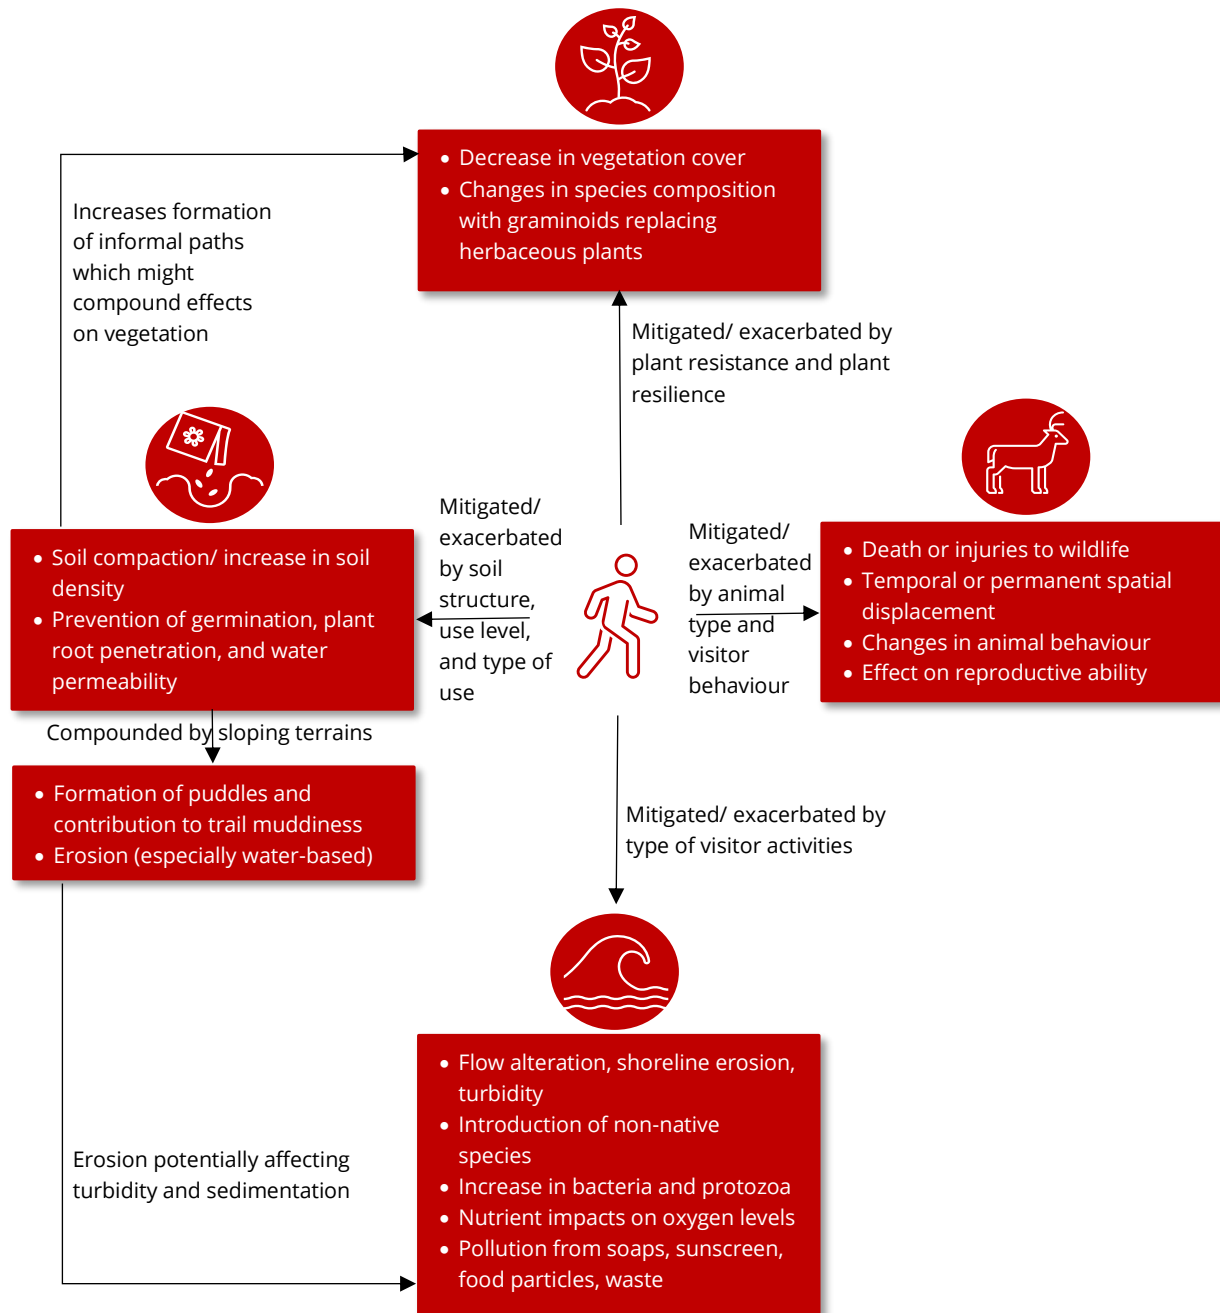 • Decrease in vegetation cover
• Changes in species composition
with graminoids replacing
herbaceous plants
Increases formation
of informal paths
which might
compound effects
on vegetation
Mitigated/ exacerbated by
plant resistance and plant
resilience
• Soil compaction/ increase in soil
density
• Prevention of germination, plant
root penetration, and water
permeability
Mitigated/
exacerbated
by soil
structure,
use level,
and type of
use
Mitigated/
exacerbated
by animal
type and
visitor
behaviour
• Death or injuries to wildlife
• Temporal or permanent spatial
displacement
• Changes in animal behaviour
• Effect on reproductive ability
Compounded by sloping terrains
• Formation of puddles and
contribution to trail muddiness
• Erosion (especially water-based)
Mitigated/ exacerbated by
type of visitor activities
Erosion potentially affecting
turbidity and sedimentation
• Flow alteration, shoreline erosion,
turbidity
• Introduction of non-native
species
• Increase in bacteria and protozoa
• Nutrient impacts on oxygen levels
• Pollution from soaps, sunscreen,
food particles, waste